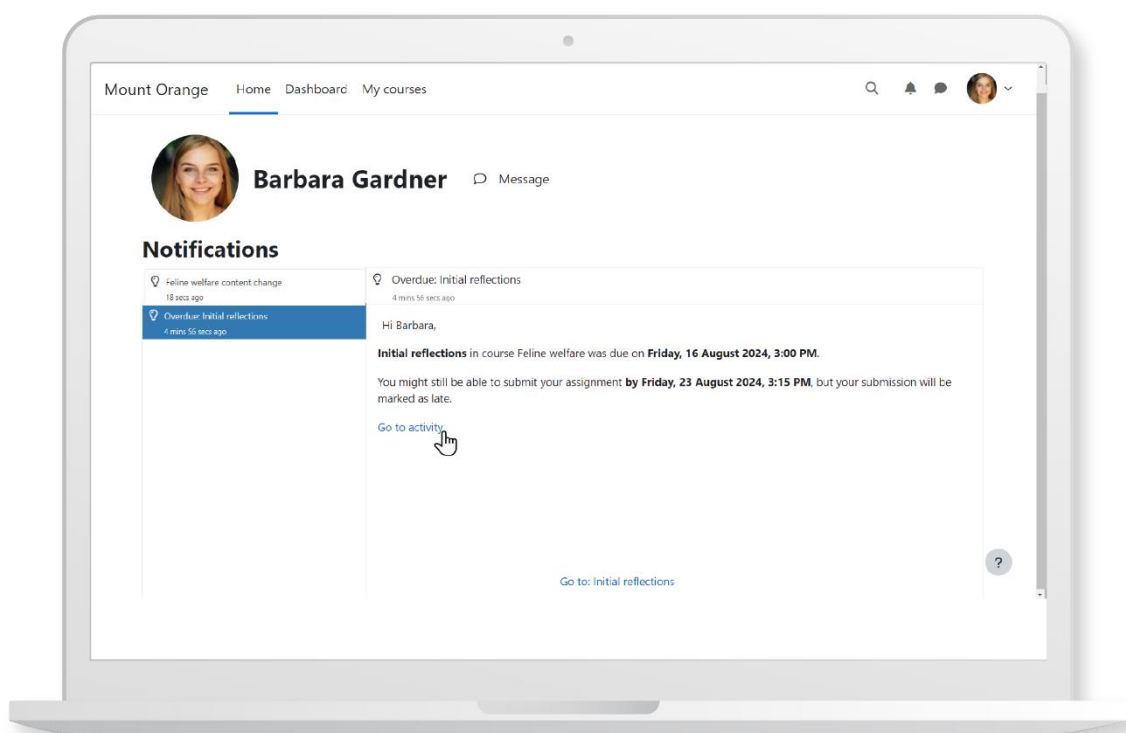 Mount Orange Home Dashboard My courses
Barbara Gardner Message
Notifications
Feline welfare content change
18 secs ago
Overdue: Initial reflections
4 mins 56 secs ago
Overdue: Initial reflections
4 mins 56 secs ago
Hi Barbara,
Initial reflections in course Feline welfare was due on Friday, 16 August 2024, 3:00 PM.
You might still be able to submit your assignment by Friday, 23 August 2024, 3:15 PM, but your submission will be
marked as late.
Go to activity
?
Go to: Initial reflections